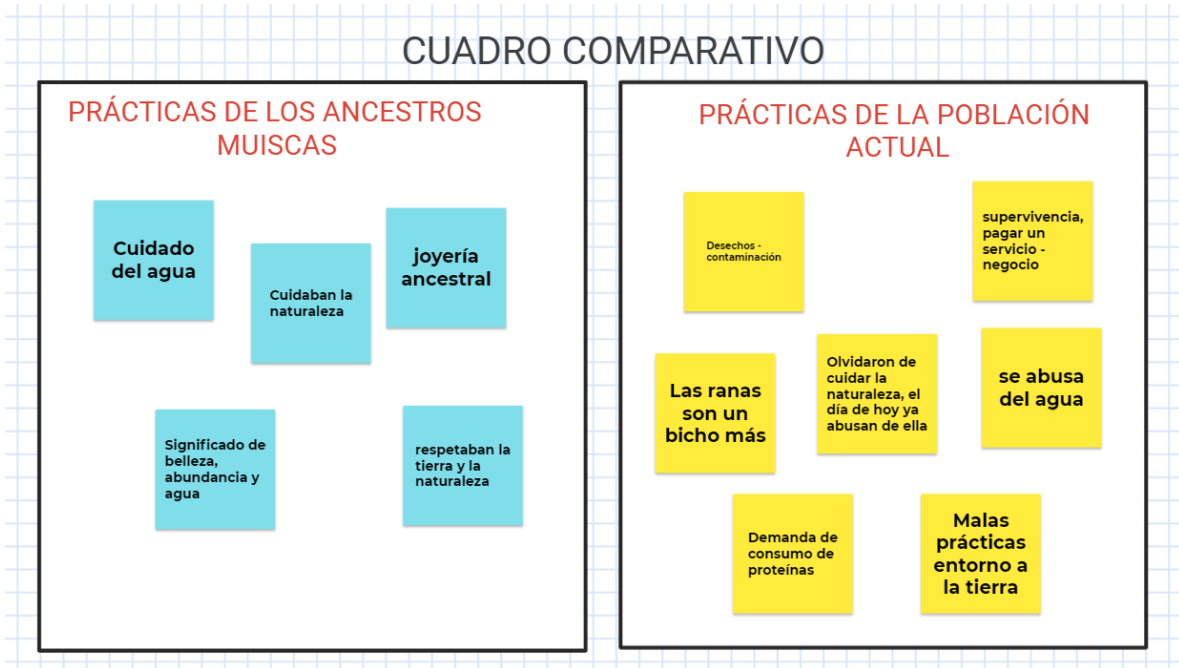 CUADRO COMPARATIVO
PRÁCTICAS DE LOS ANCESTROS
MUISCAS
Cuidado
del agua
Cuidaban la
naturaleza
joyería
ancestral
Significado de
belleza,
abundancia y
agua
respetaban la
tierra y la
naturaleza
PRÁCTICAS DE LA POBLACIÓN
ACTUAL
Desechos -
contaminación
supervivencia,
pagar un
servicio -
negocio
Las ranas
son un
bicho más
Olvidaron de
cuidar la
naturaleza, el
día de hoy ya
abusan de ella
se abusa
del agua
Demanda de
consumo de
proteínas
Malas
prácticas
entorno a
la tierra